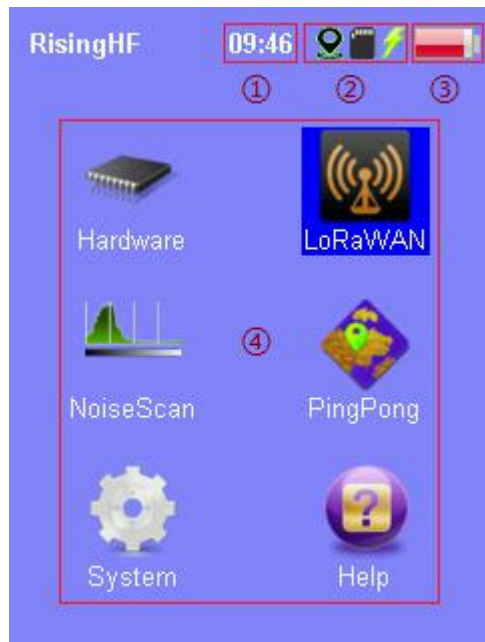 RisingHF 09:46
① ② ③
Hardware LoRaWAN
④
NoiseScan PingPong
System Help
?